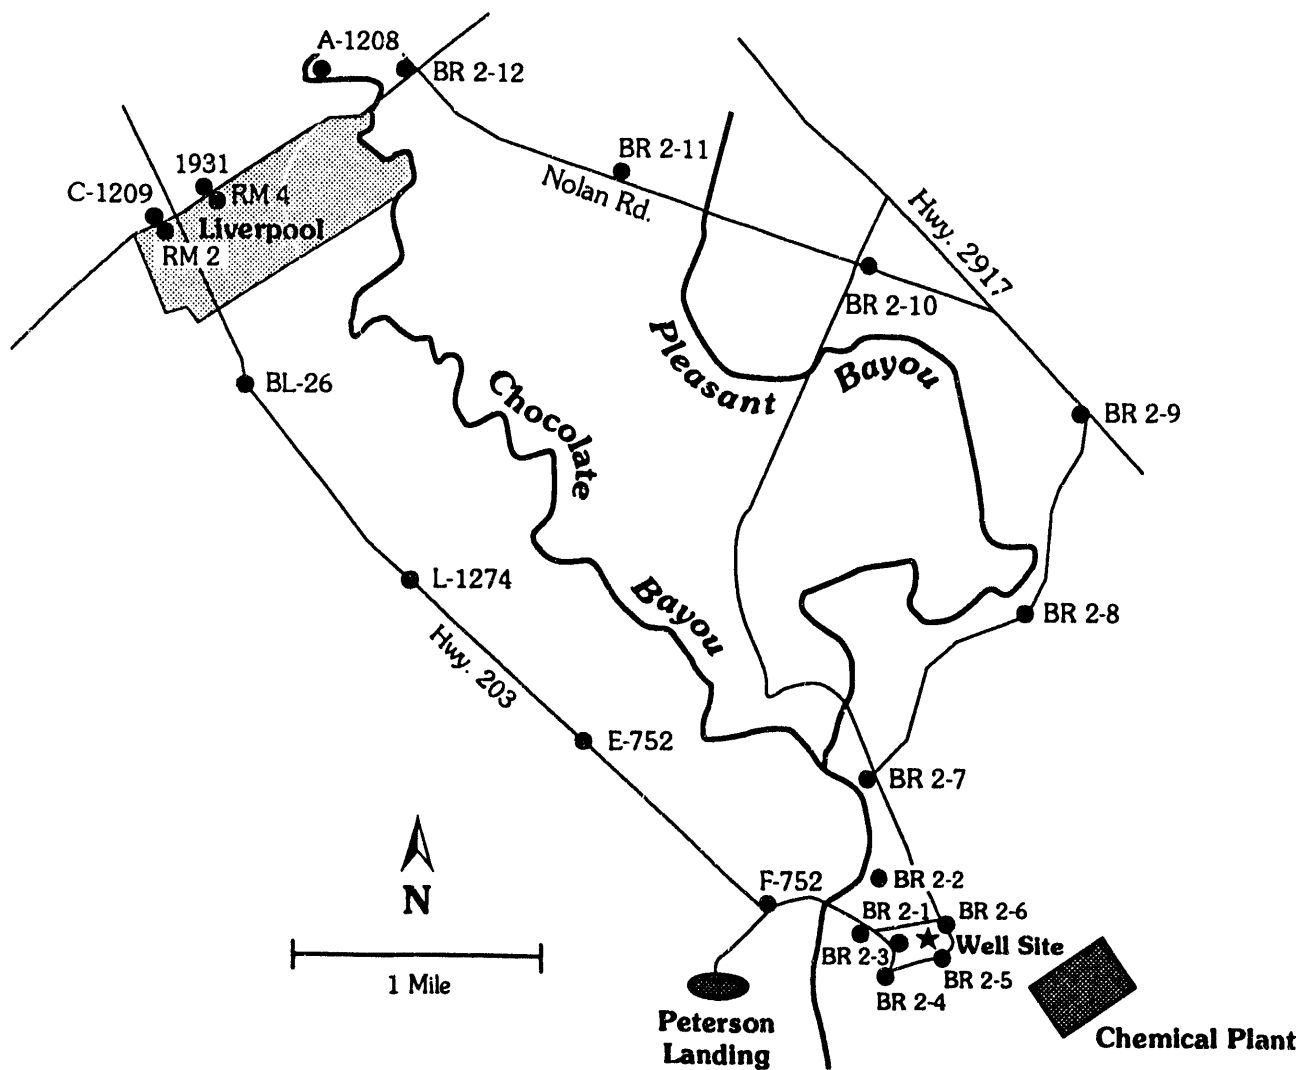 A-1208
BR 2-12
BR 2-11
Nolan Rd.
1931
RM 4
C-1209
Liverpool
RM 2
Hwy. 2917
BR 2-10
Pleasant
Bayou
BL-26
Chocolate
BR 2-9
L-1274
Bayou
BR 2-8
Hwy. 203
E-752
BR 2-7
N
F-752
BR 2-2
BR 2-1
BR 2-6
BR 2-3
Well Site
BR 2-5
BR 2-4
1 Mile
Peterson
Landing
Chemical Plant